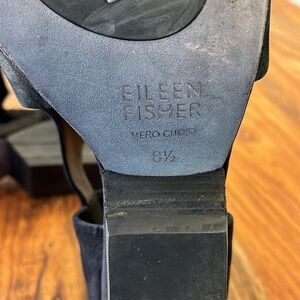 EILEEN
FISHER
VERO CUOIO
8½